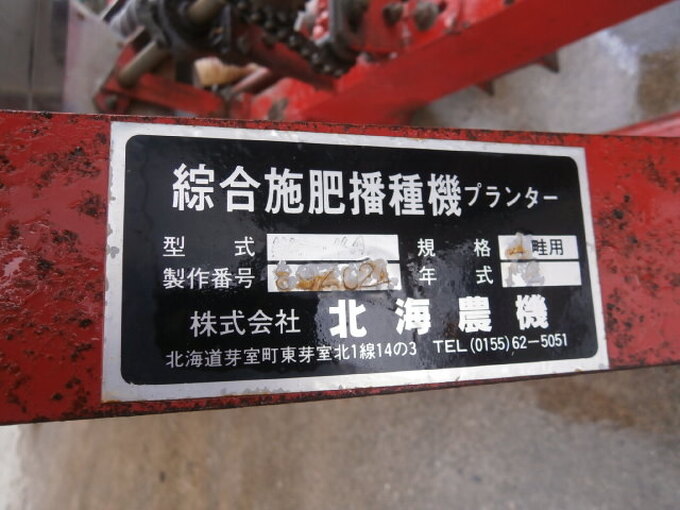 綜合施肥播種機プランター
型式 規格 畦用
製作番号 年式
株式会社 北海農機
北海道芽室町東芽室北1線14の3 TEL(0155)62-5051